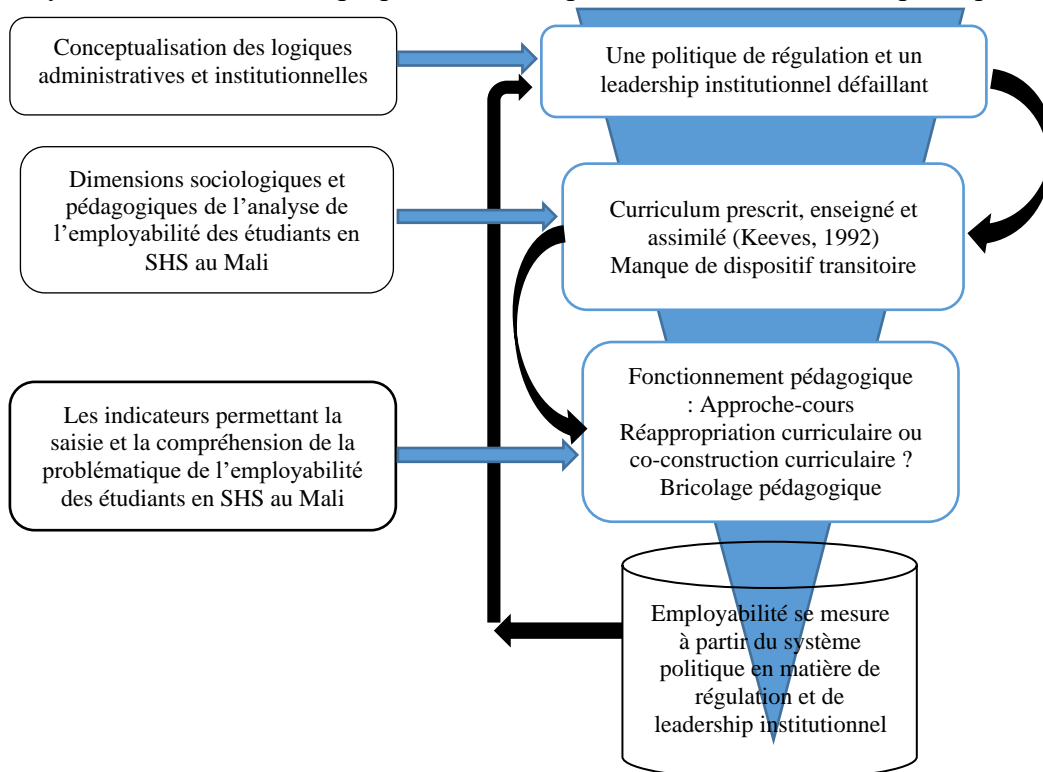 Conceptualisation des logiques
administratives et institutionnelles
Une politique de régulation et un
leadership institutionnel défaillant
Dimensions sociologiques et
pédagogiques de l’analyse de
l’employabilité des étudiants en
SHS au Mali
Curriculum prescrit, enseigné et
assimilé (Keeves, 1992)
Manque de dispositif transitoire
Les indicateurs permettant la
saisie et la compréhension de la
problématique de l’employabilité
des étudiants en SHS au Mali
Fonctionnement pédagogique
: Approche-cours
Réappropriation curriculaire ou
co-construction curriculaire ?
Bricolage pédagogique
Employabilité se mesure
à partir du système
politique en matière de
régulation et de
leadership institutionnel